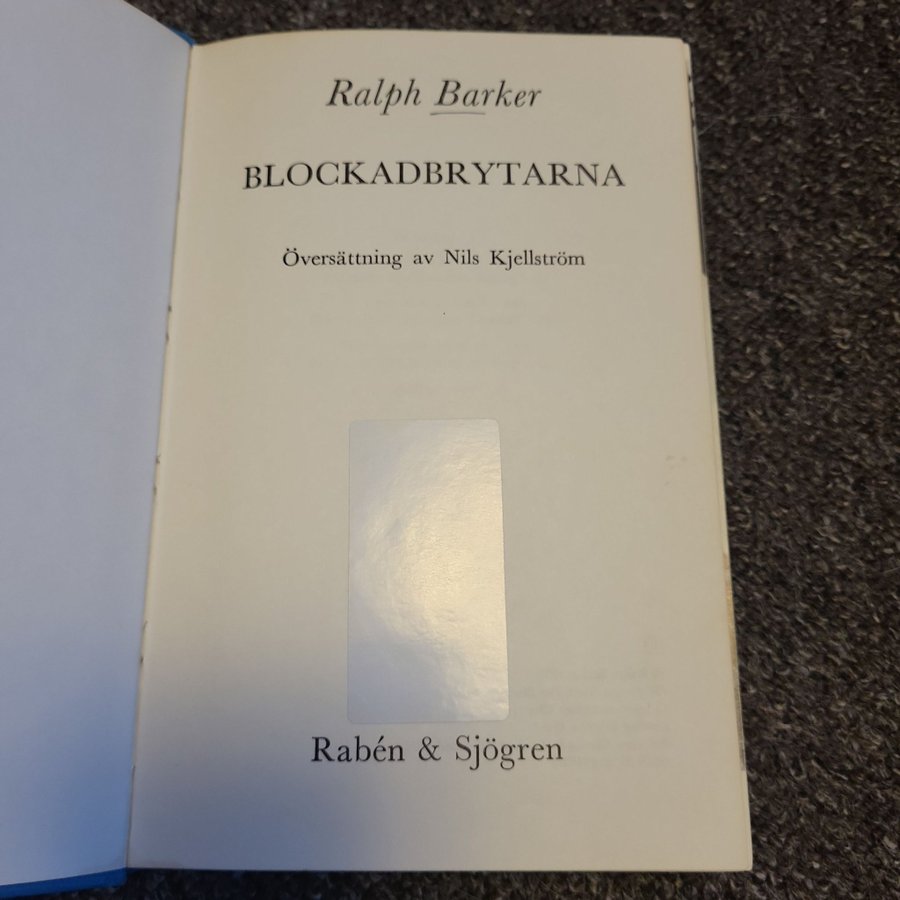 Ralph Barker
BLOCKADBRYTARNA
Översättning av Nils Kjellström
Rabén & Sjögren